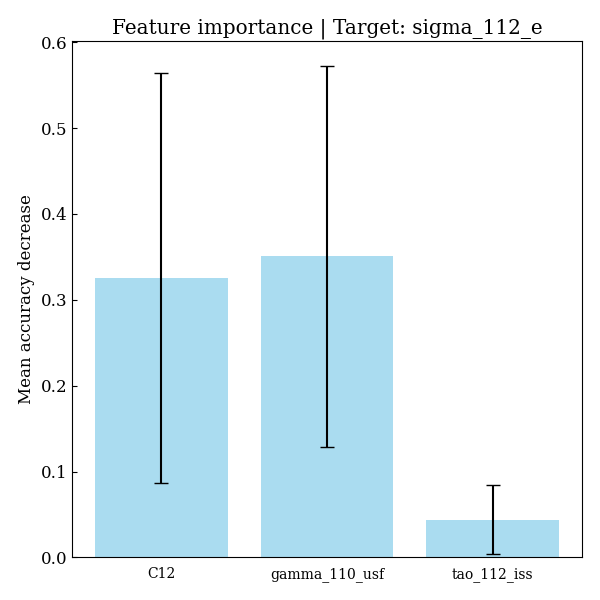 Feature importance | Target: sigma_112_e
Mean accuracy decrease
0.6
0.5
0.4
0.3
0.2
0.1
0.0
C12
gamma_110_usf
tao_112_iss